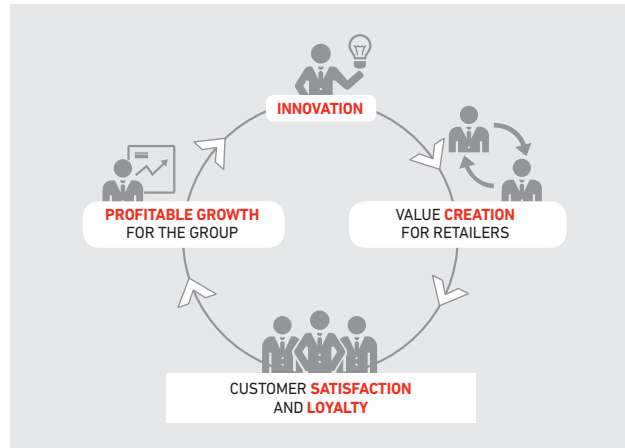 INNOVATION
VALUE CREATION
FOR RETAILERS
CUSTOMER SATISFACTION
AND LOYALTY
PROFITABLE GROWTH
FOR THE GROUP